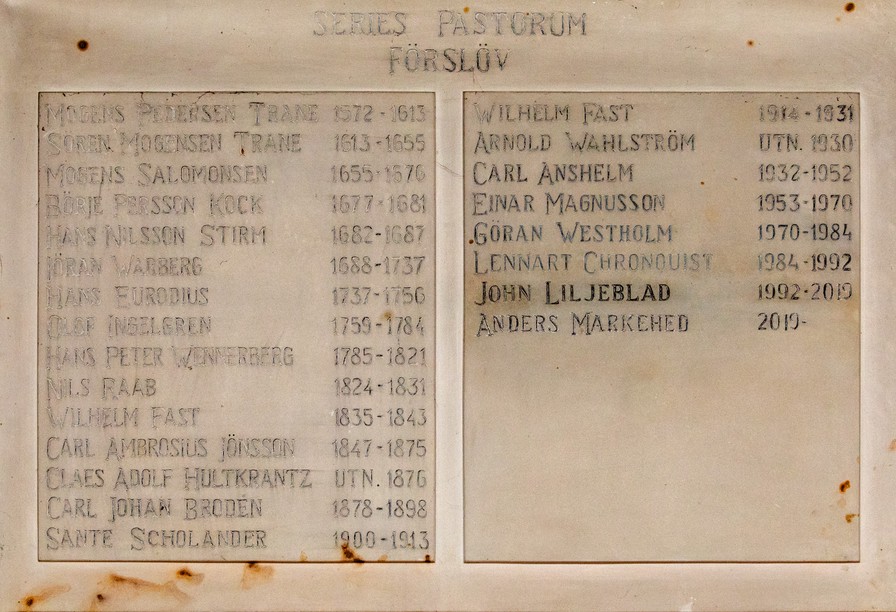 SERIES PASTORUM
FÖRSLÖV
MOGENS PETERSEN TRANE 1572-1613
SÖREN MOGENSEN TRANE 1613-1655
MOGENS SALOMONSEN 1655-1676
BÖRJE PERSSON KOCK 1677-1681
HANS NILSSON STIRM 1682-1687
JÖRAN WARBERG 1688-1737
HANS EURODIUS 1737-1756
OLOF INGELGREN 1759-1784
HANS PETER WENNERBERG 1785-1821
NILS RAAB 1824-1831
WILHELM FAST 1835-1843
CARL AMBROSIUS JÖNSSON 1847-1875
CLAES ADOLF HULTKRANTZ UTN. 1876
CARL JOHAN BRODÉN 1878-1898
SANTE SCHOLANDER 1900-1913
WILHELM FAST 1914-1931
ARNOLD WAHLSTRÖM UTN. 1930
CARL ANSHELM 1932-1952
EINAR MAGNUSSON 1953-1970
GÖRAN WESTHOLM 1970-1984
LENNART CHRONQUIST 1984-1992
JOHN LILJEBLAD 1992-2019
ANDERS MARKEHED 2019-